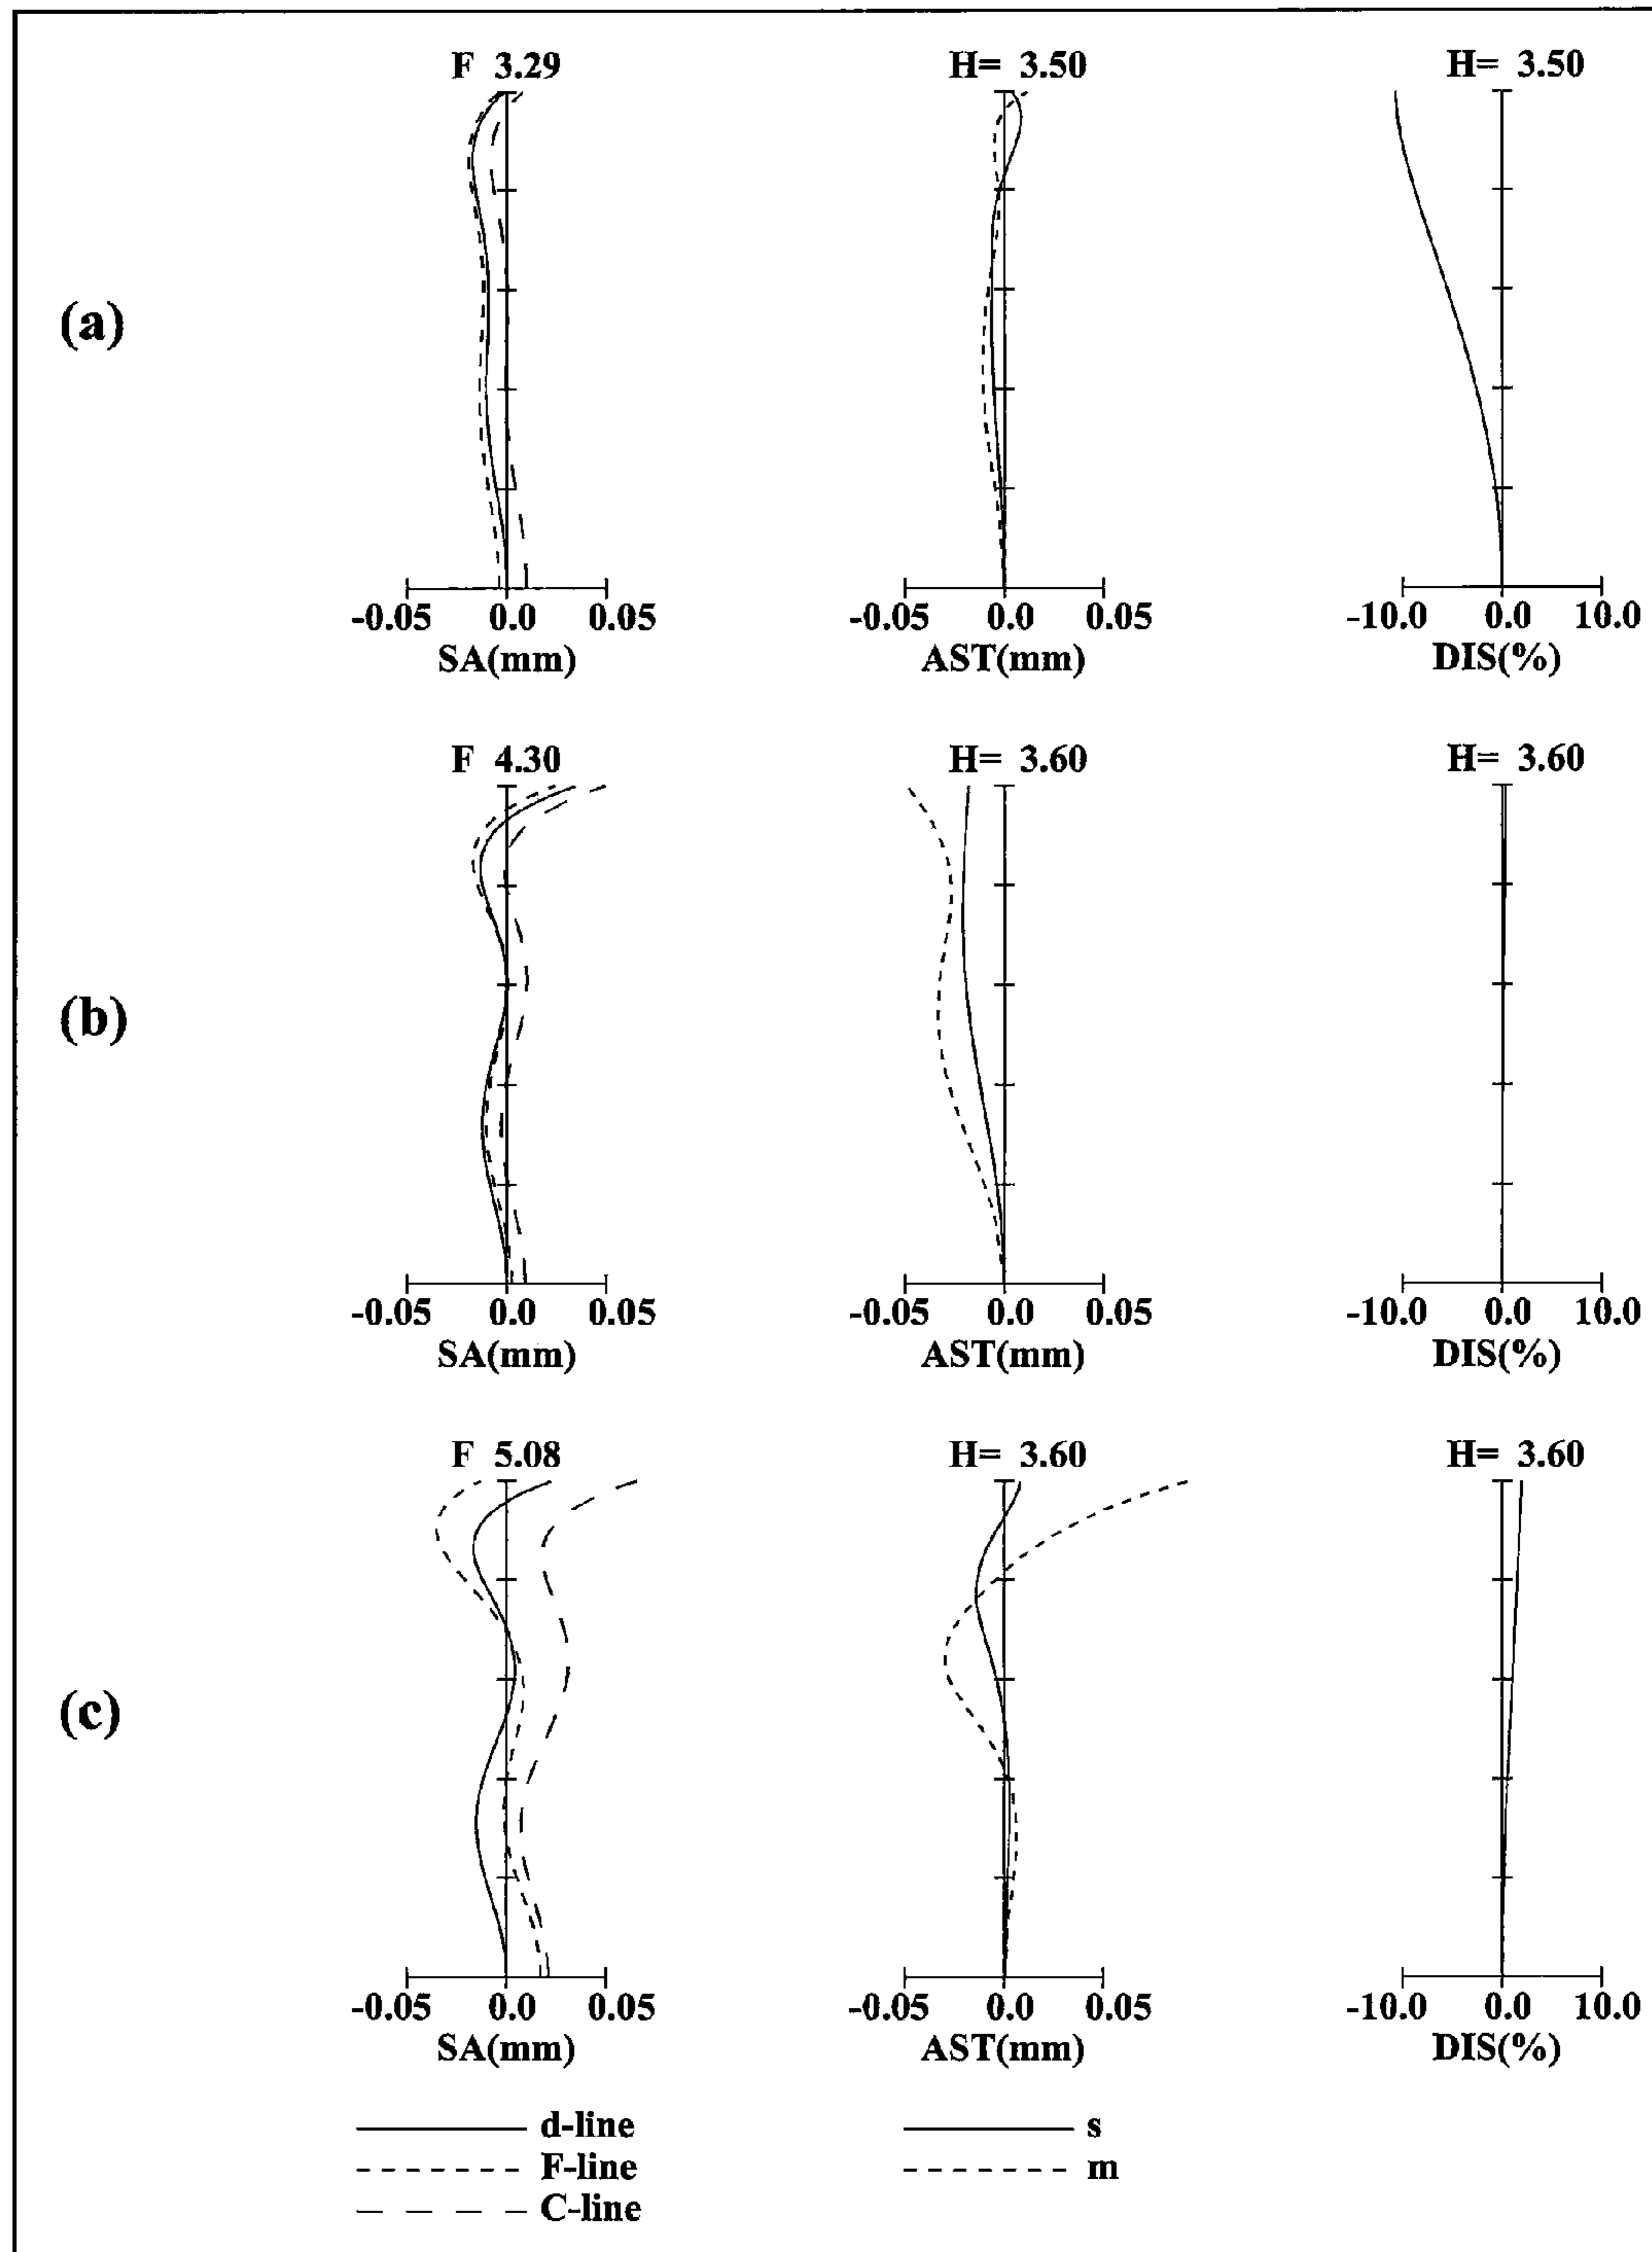 F 3.29
H= 3.50
H= 3.50
(a)
-0.05 0.0 0.05
SA(mm)
-0.05 0.0 0.05
AST(mm)
-10.0 0.0 10.0
DIS(%)
F 4.30
H= 3.60
H= 3.60
(b)
-0.05 0.0 0.05
SA(mm)
-0.05 0.0 0.05
AST(mm)
-10.0 0.0 10.0
DIS(%)
F 5.08
H= 3.60
H= 3.60
(c)
-0.05 0.0 0.05
SA(mm)
-0.05 0.0 0.05
AST(mm)
-10.0 0.0 10.0
DIS(%)
d-line
F-line
C-line
s
m